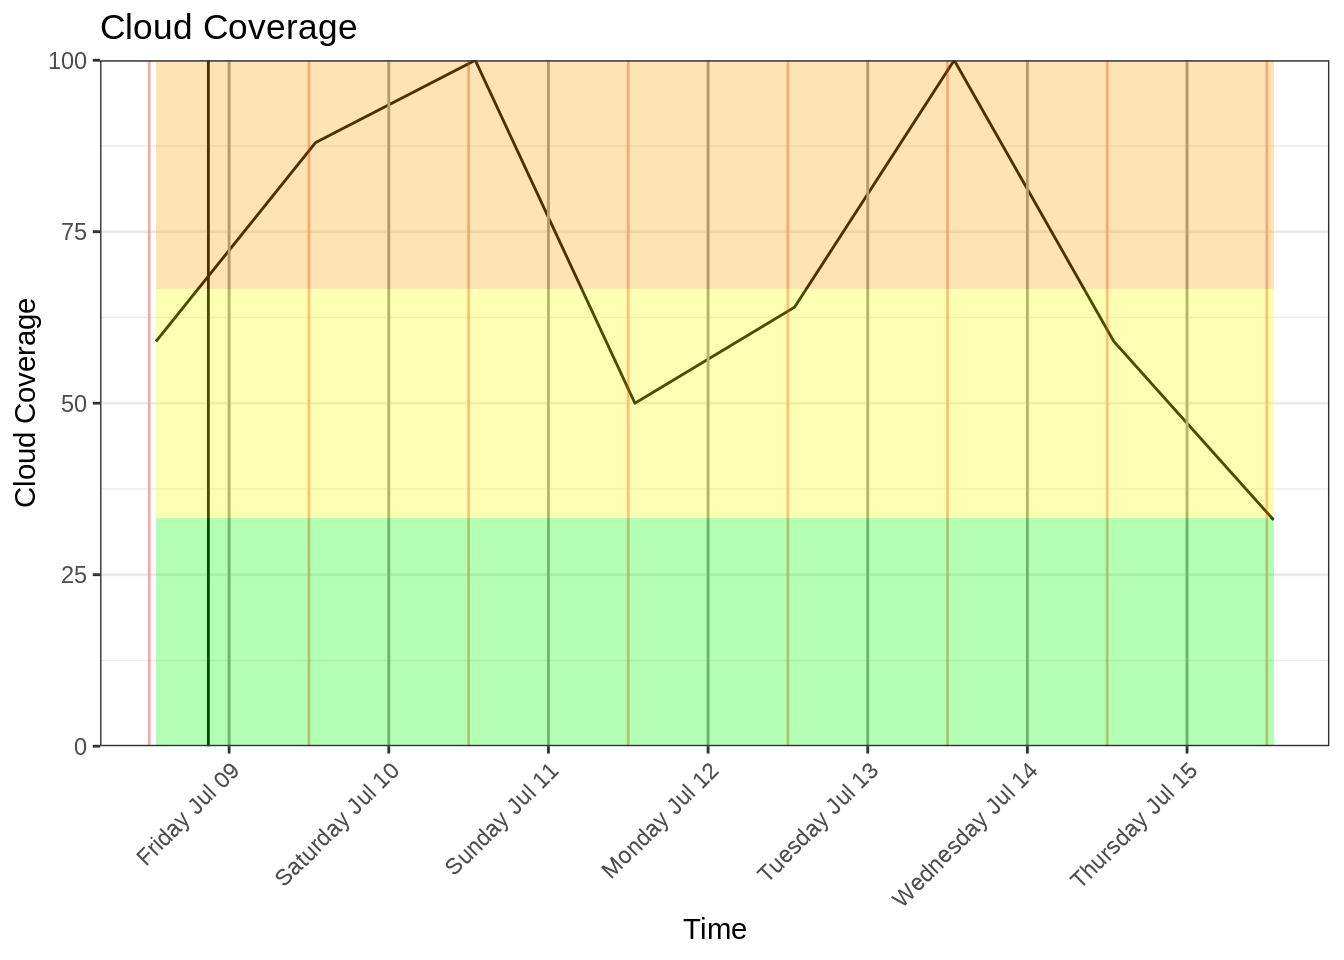 Cloud Coverage
100
75
50
25
0
Cloud Coverage
Friday Jul 09
Saturday Jul 10
Sunday Jul 11
Monday Jul 12
Tuesday Jul 13
Wednesday Jul 14
Thursday Jul 15
Time